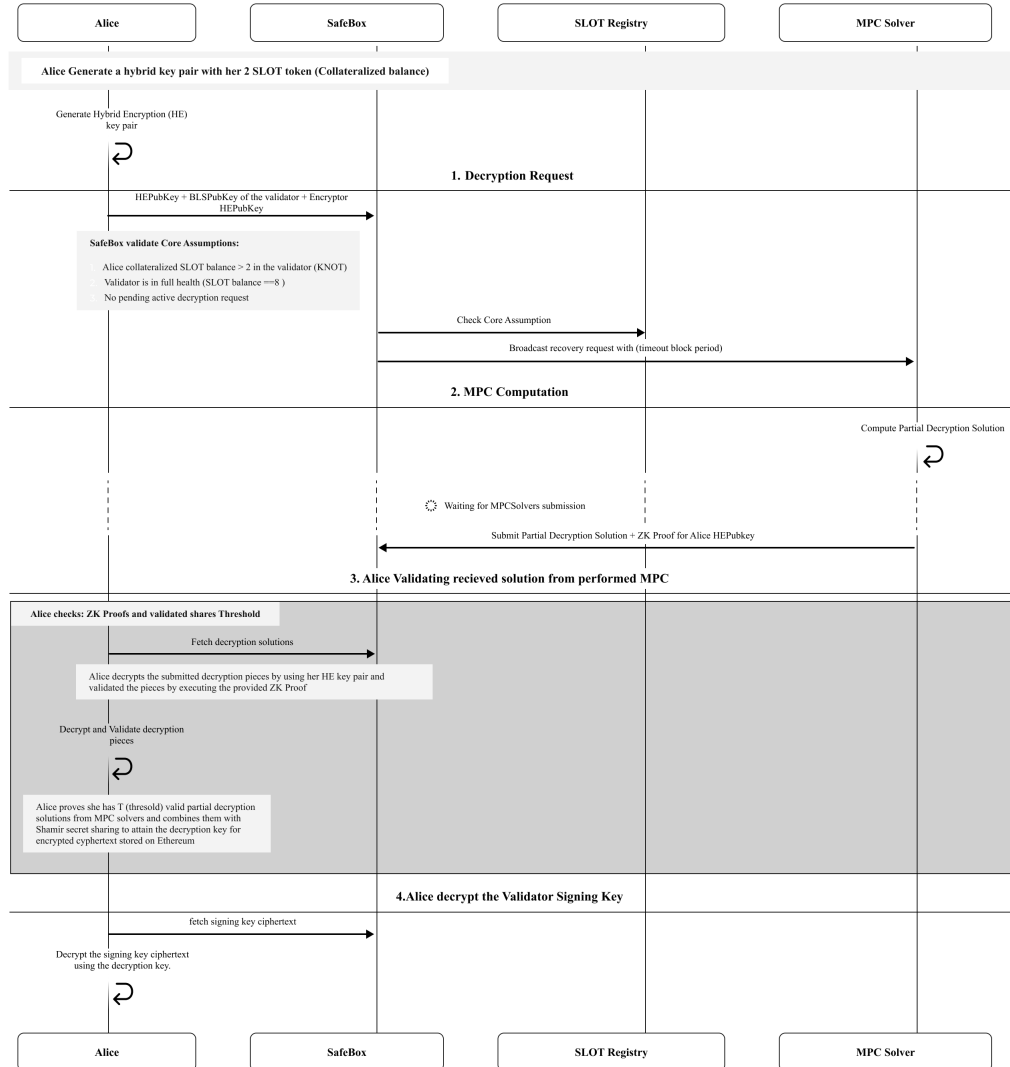 Alice
SafeBox
SLOT Registry
MPC Solver
Alice Generate a hybrid key pair with her 2 SLOT token (Collateralized balance)
Generate Hybrid Encryption (HE)
key pair
1. Decryption Request
HEPubKey + BLSPubKey of the validator + Encryptor
HEPubKey
SafeBox validate Core Assumptions:
1. Alice collateralized SLOT balance > 2 in the validator (KNOT)
2. Validator is in full health (SLOT balance ==8 )
3. No pending active decryption request
Check Core Assumption
Broadcast recovery request with (timeout block period)
2. MPC Computation
Compute Partial Decryption Solution
Waiting for MPCSolvers submission
Submit Partial Decryption Solution + ZK Proof for Alice HEPubkey
3. Alice Validating recieved solution from performed MPC
Alice checks: ZK Proofs and validated shares Threshold
Fetch decryption solutions
Alice decrypts the submitted decryption pieces by using her HE key pair and
validated the pieces by executing the provided ZK Proof
Decrypt and Validate decryption
pieces
Alice proves she has T (thresold) valid partial decryption
solutions from MPC solvers and combines them with
Shamir secret sharing to attain the decryption key for
encrypted cyphertext stored on Ethereum
4.Alice decrypt the Validator Signing Key
fetch signing key ciphertext
Decrypt the signing key ciphertext
using the decryption key.
Alice
SafeBox
SLOT Registry
MPC Solver